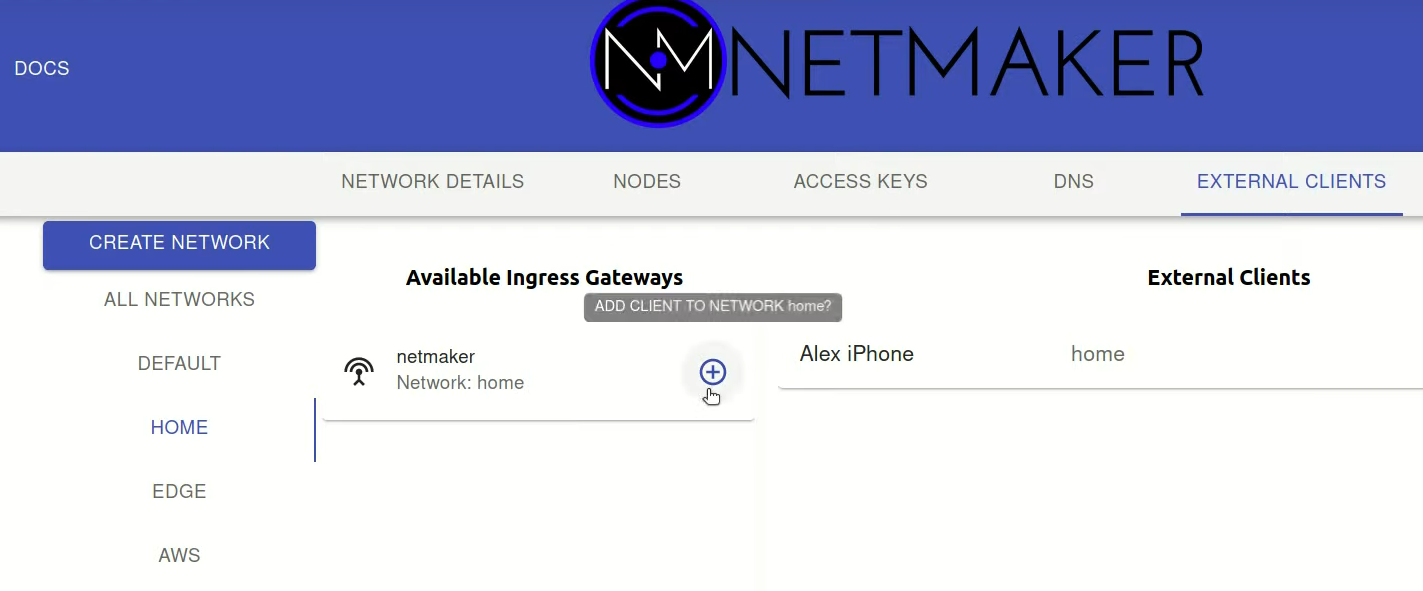 DOCS
NM NETMAKER
NETWORK DETAILS
NODES
ACCESS KEYS
DNS
EXTERNAL CLIENTS
CREATE NETWORK
ALL NETWORKS
DEFAULT
HOME
EDGE
AWS
Available Ingress Gateways
ADD CLIENT TO NETWORK home?
netmaker
Network: home
External Clients
Alex iPhone home